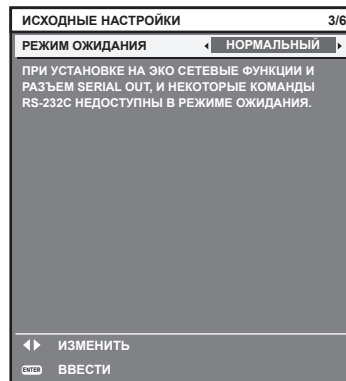 ИСХОДНЫЕ НАСТРОЙКИ 3/6
РЕЖИМ ОЖИДАНИЯ НОРМАЛЬНЫЙ
ПРИ УСТАНОВКЕ НА ЭКО СЕТЕВЫЕ ФУНКЦИИ И
РАЗЪЕМ SERIAL OUT, И НЕКОТОРЫЕ КОМАНДЫ
RS-232C НЕДОСТУПНЫ В РЕЖИМЕ ОЖИДАНИЯ.
ИЗМЕНИТЬ
ENTER ВВЕСТИ